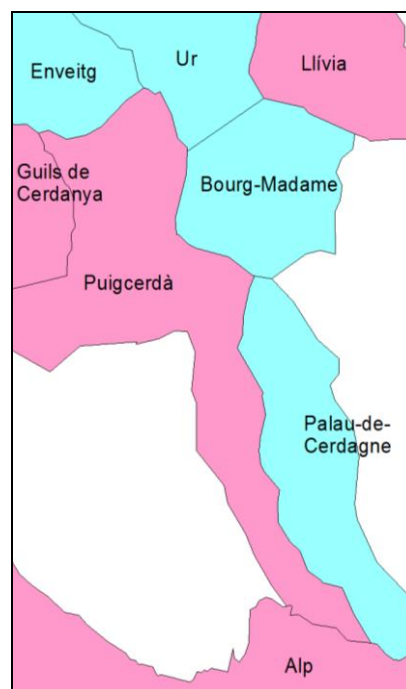 Ur
Enveitg
Llívia
Guils de
Cerdanya
Bourg-Madame
Puigcerdà
Palau-de-
Cerdagne
Alp